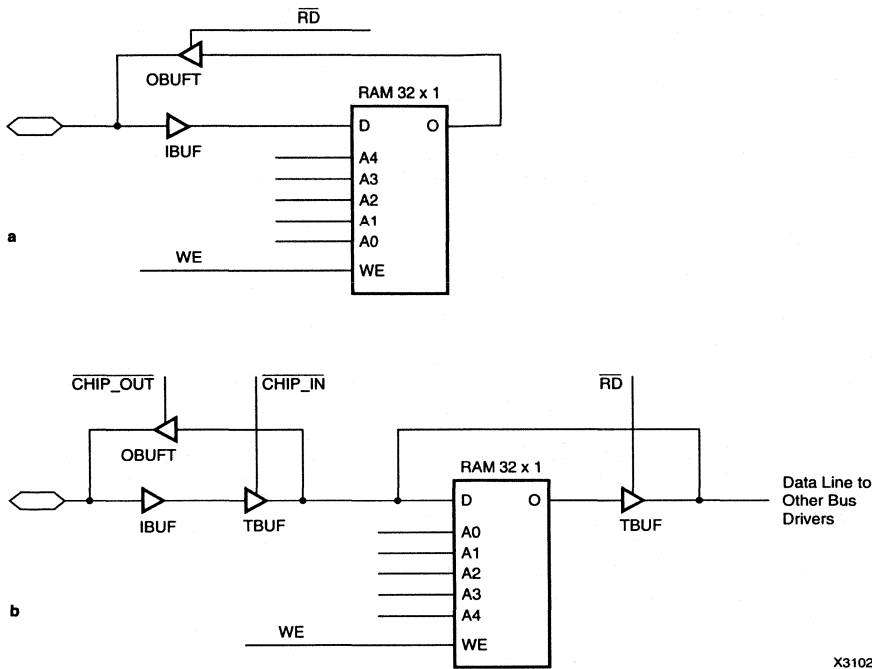 RD
OBUFT
RAM 32 x 1
D O
IBUF
A4
A3
A2
A1
A0
a
WE WE
CHIP_OUT CHIP_IN RD
OBUFT
RAM 32 x 1
Data Line to
Other Bus
Drivers
D O
IBUF TBUF TBUF
A0
A1
A2
A3
A4
b
WE WE
X3102